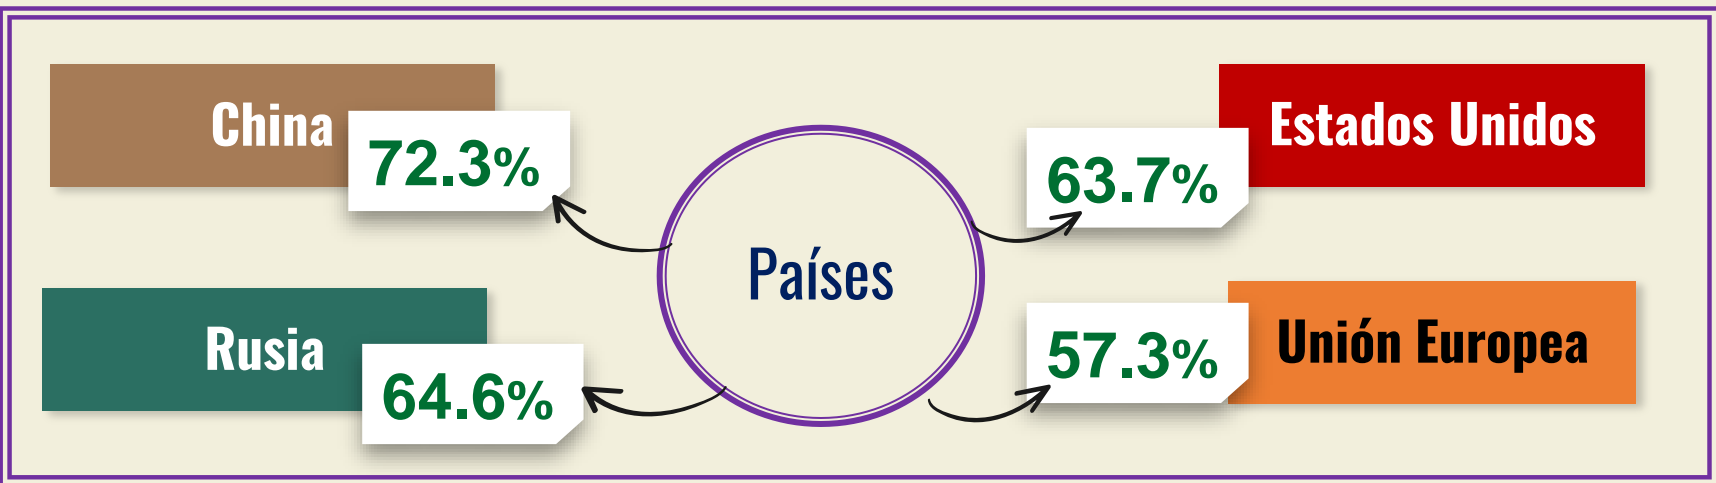 China
72.3%
Estados Unidos
63.7%
Países
Rusia
64.6%
Unión Europea
57.3%